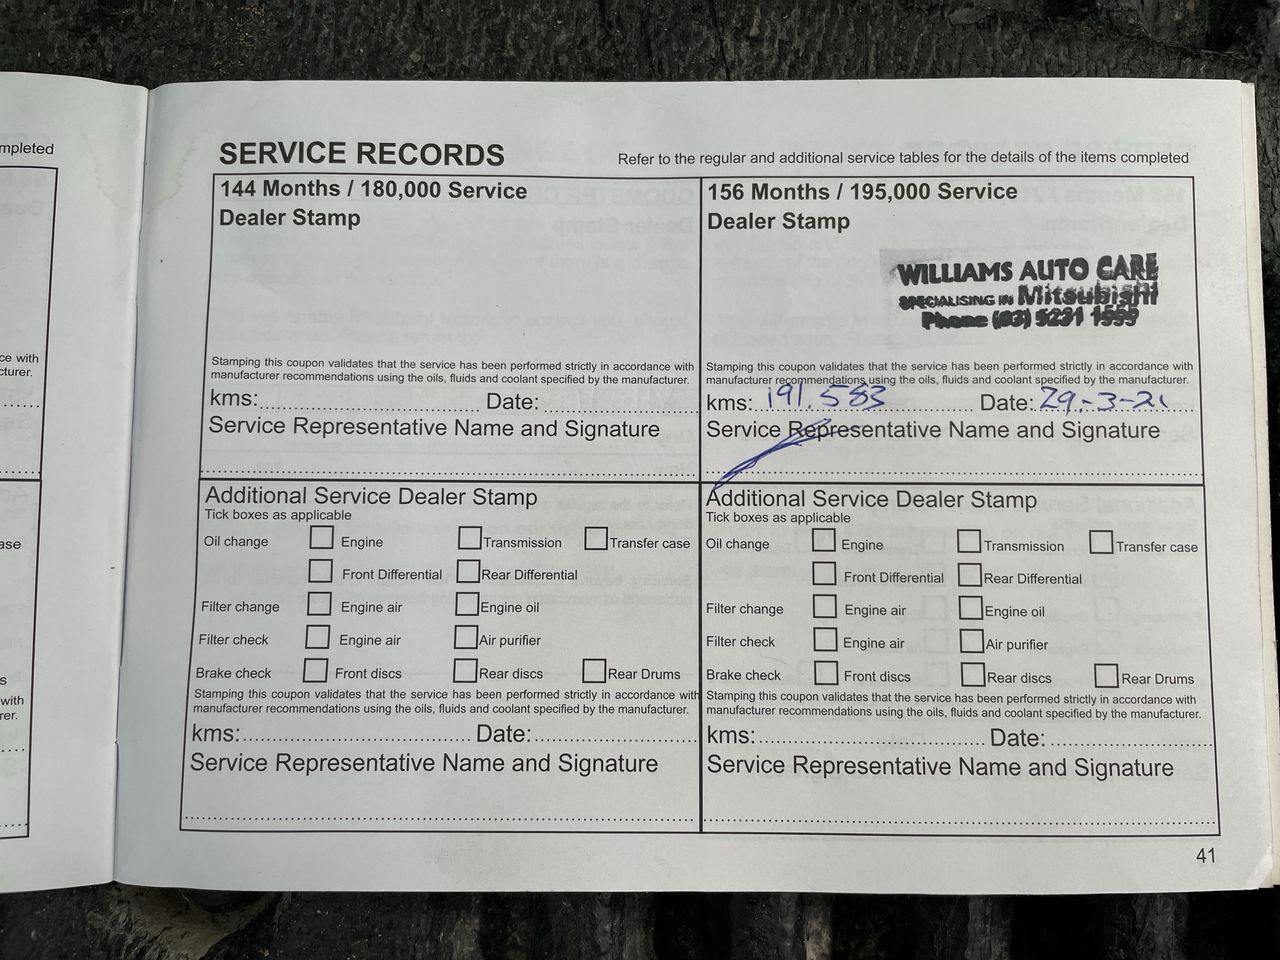 mpleted
ce with
cturer.
ase
s
with
rer.
SERVICE RECORDS
Refer to the regular and additional service tables for the details of the items completed
144 Months / 180,000 Service
Dealer Stamp
Stamping this coupon validates that the service has been performed strictly in accordance with
manufacturer recommendations using the oils, fluids and coolant specified by the manufacturer.
kms: Date:
Service Representative Name and Signature
156 Months / 195,000 Service
Dealer Stamp
WILLIAMS AUTO CARE
SPECIALISING IN Mitsubishi
Phone (03) 5231 1555
Stamping this coupon validates that the service has been performed strictly in accordance with
manufacturer recommendations using the oils, fluids and coolant specified by the manufacturer.
kms: 191.583 Date: 29-3-21
Service Representative Name and Signature
Additional Service Dealer Stamp
Tick boxes as applicable
Oil change Engine Transmission Transfer case
Front Differential Rear Differential
Filter change Engine air Engine oil
Filter check Engine air Air purifier
Brake check Front discs Rear discs Rear Drums
Stamping this coupon validates that the service has been performed strictly in accordance with
manufacturer recommendations using the oils, fluids and coolant specified by the manufacturer.
kms: Date:
Service Representative Name and Signature
Additional Service Dealer Stamp
Tick boxes as applicable
Oil change Engine Transmission Transfer case
Front Differential Rear Differential
Filter change Engine air Engine oil
Filter check Engine air Air purifier
Brake check Front discs Rear discs Rear Drums
Stamping this coupon validates that the service has been performed strictly in accordance with
manufacturer recommendations using the oils, fluids and coolant specified by the manufacturer.
kms: Date:
Service Representative Name and Signature
41